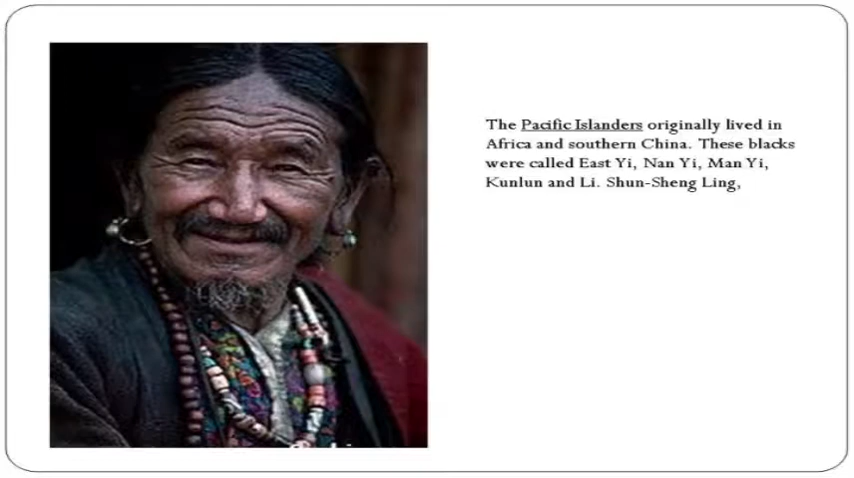 The Pacific Islanders originally lived in
Africa and southern China. These blacks
were called East Yi, Nan Yi, Man Yi,
Kunlun and Li. Shun-Sheng Ling,